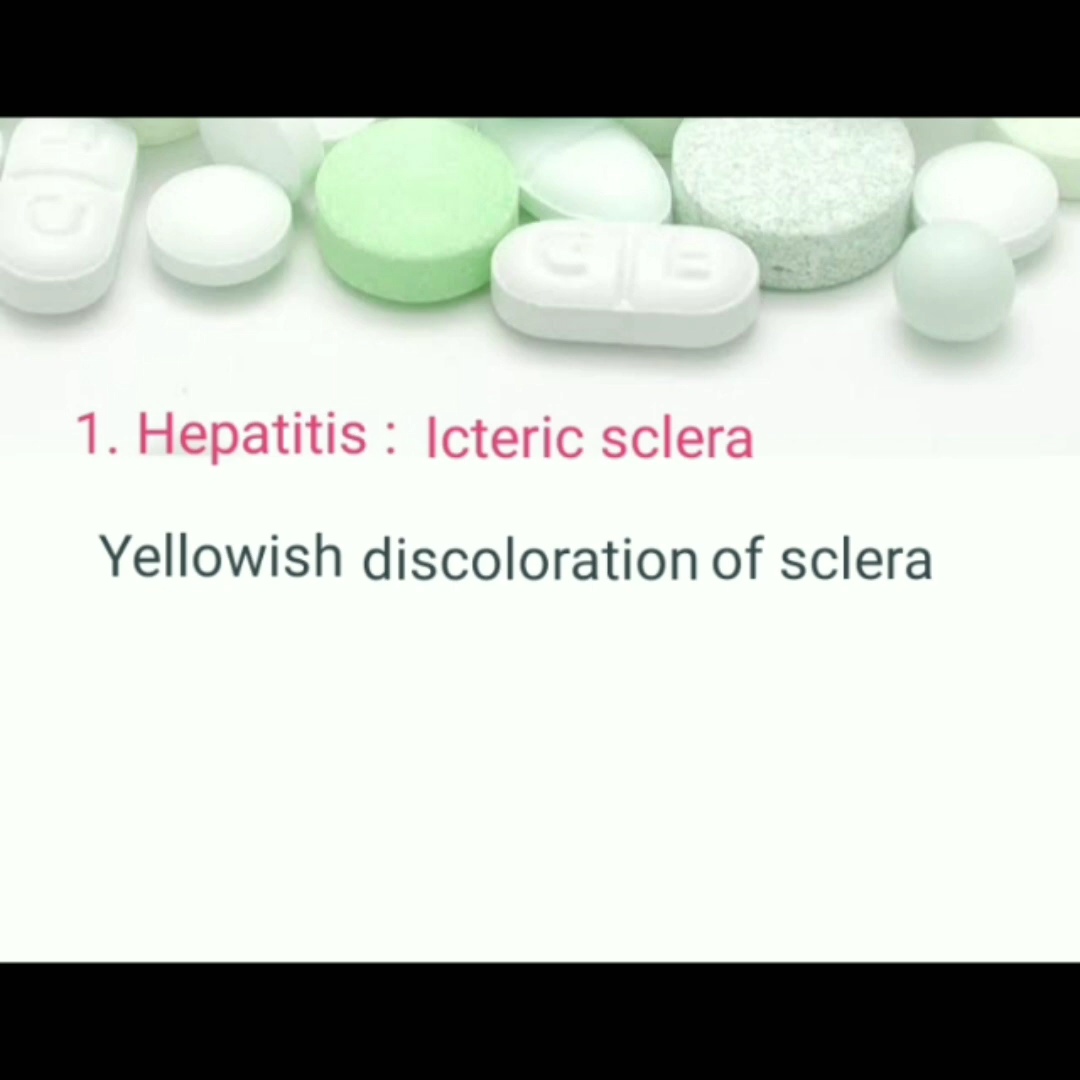 1. Hepatitis : Icteric sclera
Yellowish discoloration of sclera